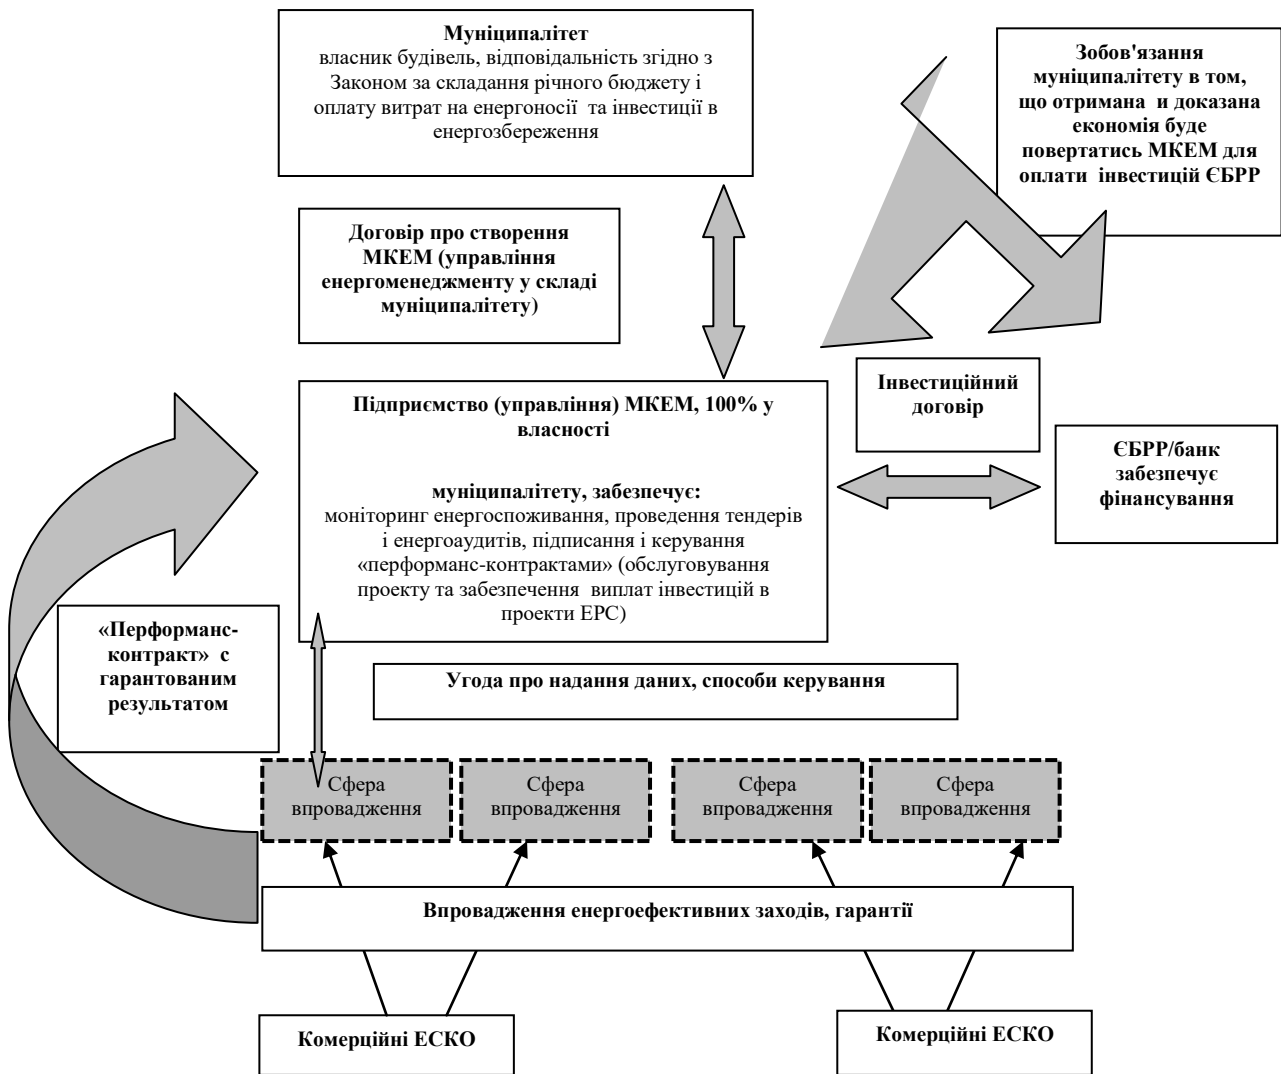 Муніципалітет
власник будівель, відповідальність згідно з
Законом за складання річного бюджету і
оплату витрат на енергоносії та інвестиції в
енергозбереження
Зобов'язання
муніципалітету в том,
що отримана и доказана
економія буде
повертатись МКЕМ для
оплати інвестицій ЄБРР
Договір про створення
МКЕМ (управління
енергоменеджменту у складі
муніципалітету)
Інвестиційний
договір
Підприємство (управління) МКЕМ, 100% у
власності
муніципалітету, забезпечує:
моніторинг енергоспоживання, проведення тендерів
і енергоаудитів, підписання і керування
«перформанс-контрактами» (обслуговування
проекту та забезпечення виплат інвестицій в
проекти ЕРС)
ЄБРР/банк
забезпечує
фінансування
«Перформанс-
контракт» с
гарантованим
результатом
Угода про надання даних, способи керування
Сфера
впровадження
Сфера
впровадження
Сфера
впровадження
Сфера
впровадження
Впровадження енергоефективних заходів, гарантії
Комерційні ЕСКО
Комерційні ЕСКО